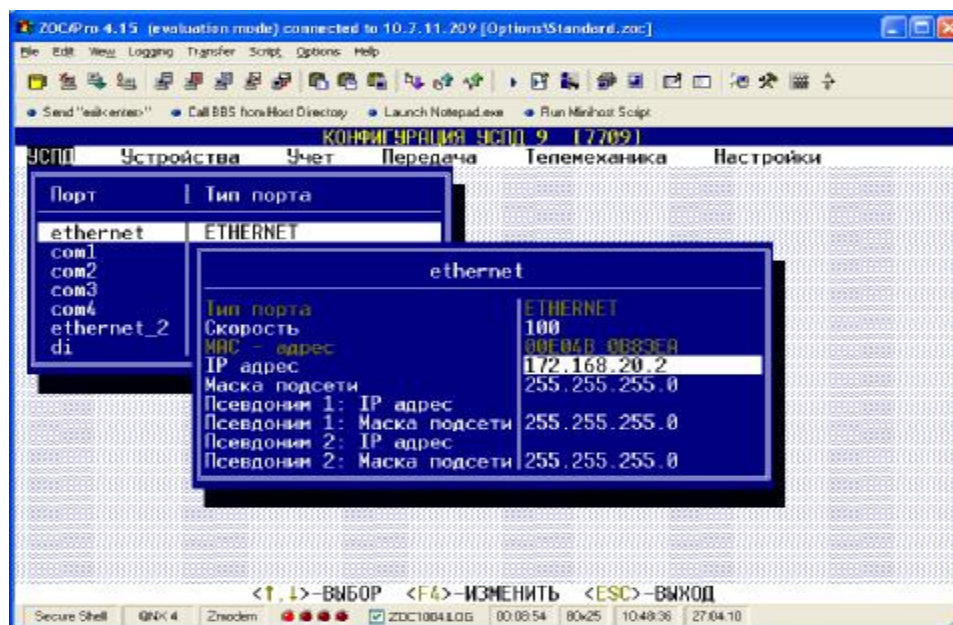 ZOC/Pro 4.15 (evaluation mode) connected to 10.7.11.209 [Options\Standard.zoc]
File Edit View Logging Transfer Script Options Help
Send "exit<enter>" Call BBS from Host Directory Launch Notepad.exe Run Minihost Script
КОНФИГУРАЦИЯ УСПД 9 [7709]
УСПД Устройства Учет Передача Телемеханика Настройки
Порт | Тип порта
ethernet | ETHERNET
com1
com2
com3
com4
ethernet_2
di
ethernet
Тип порта ETHERNET
Скорость 100
MAC - адрес 00E04B 0B83EA
IP адрес 172.168.20.2
Маска подсети 255.255.255.0
Псевдоним 1: IP адрес
Псевдоним 1: Маска подсети 255.255.255.0
Псевдоним 2: IP адрес
Псевдоним 2: Маска подсети 255.255.255.0
<↑,↓>-ВЫБОР <F4>-ИЗМЕНИТЬ <ESC>-ВЫХОД
Secure Shell QNX4 Zmodem ZOC1004.LOG 00:08:54 80x25 10:48:36 27.04.10